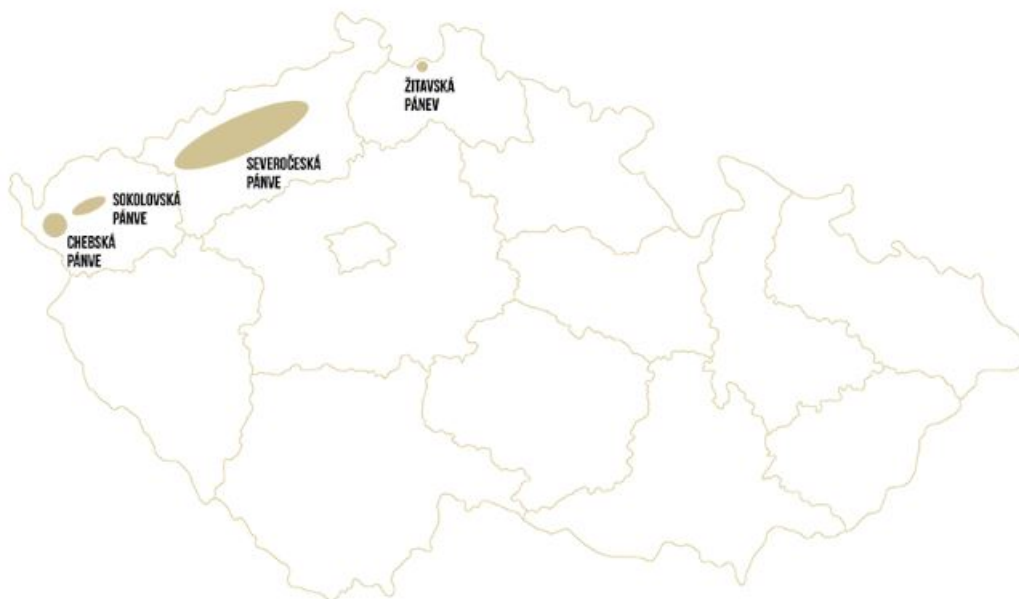 ŽITAVSKÁ
PÁNEV
SEVEROČESKÁ
PÁNVE
SOKOLOVSKÁ
PÁNVE
CHEBSKÁ
PÁNVE